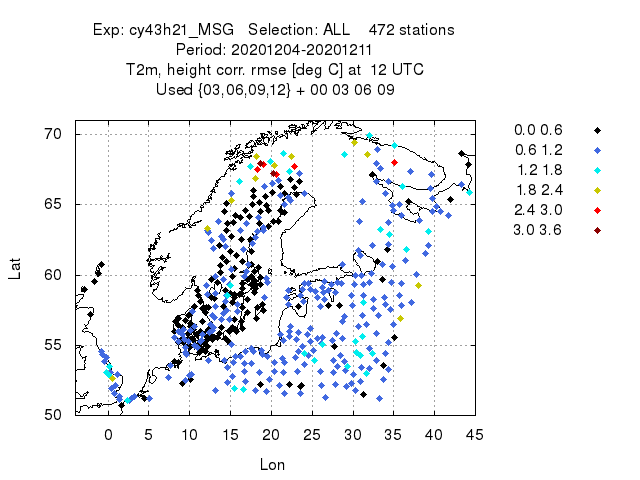 Exp: cy43h21_MSG Selection: ALL 472 stations
Period: 20201204-20201211
T2m, height corr. rmse [deg C] at 12 UTC
Used {03,06,09,12} + 00 03 06 09
70
65
60
55
50
Lat
0 5 10 15 20 25 30 35 40 45
Lon
0.0 0.6
0.6 1.2
1.2 1.8
1.8 2.4
2.4 3.0
3.0 3.6